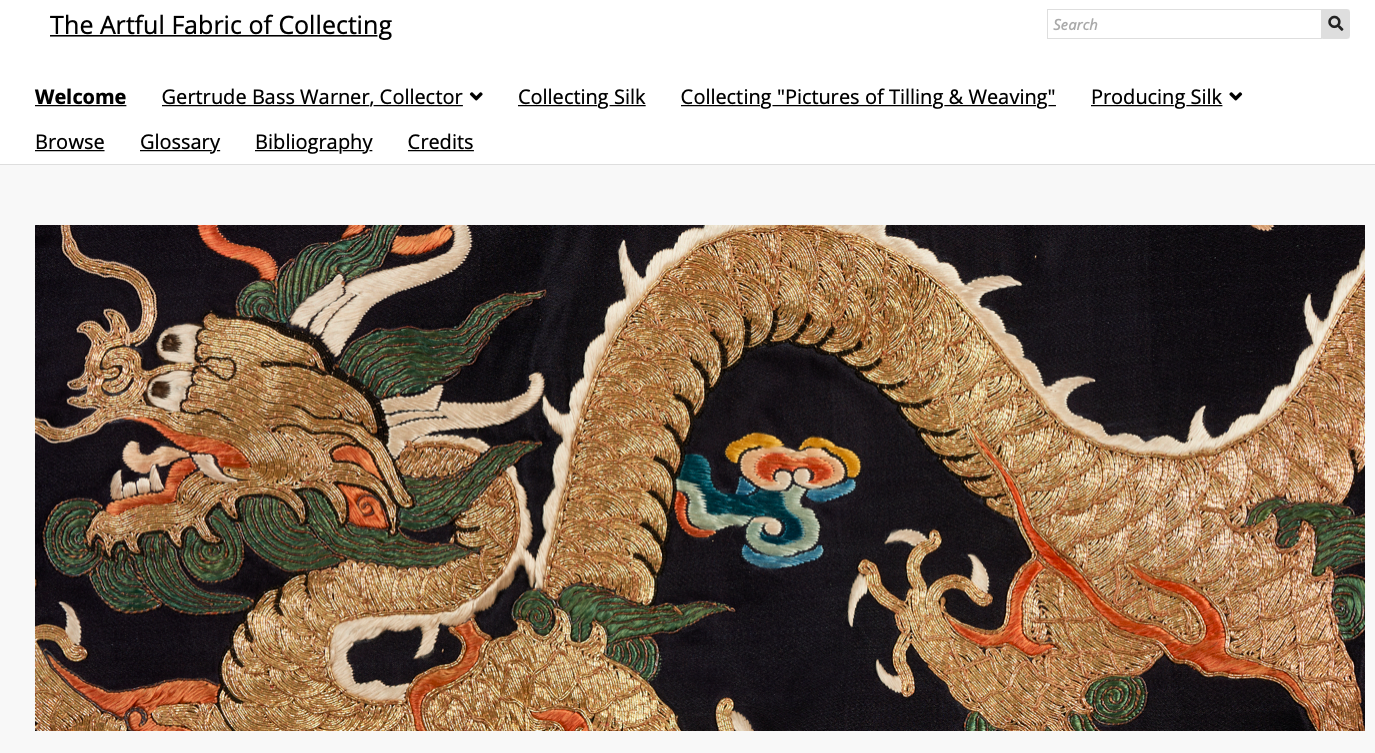 The Artful Fabric of Collecting
Search
Welcome Gertrude Bass Warner, Collector Collecting Silk Collecting "Pictures of Tilling & Weaving" Producing Silk
Browse Glossary Bibliography Credits